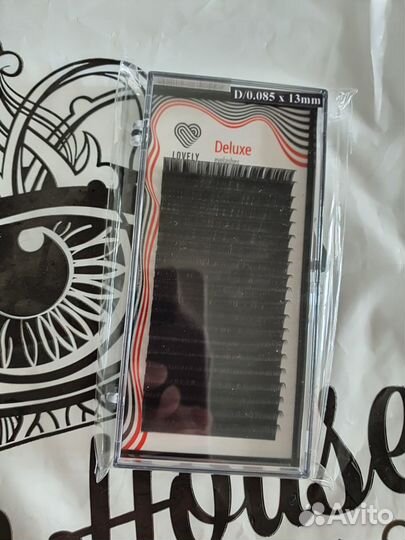 D/0.085 x 13mm
Deluxe
LOVELY
eyelashes
House
Avito